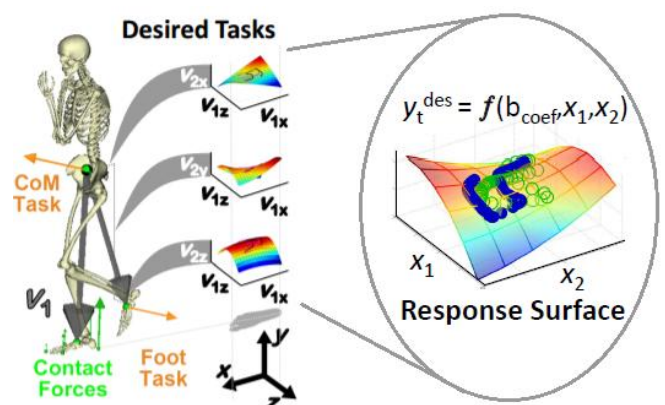 Desired Tasks
V2x
V1z
V1x
V2y
V1z
V1x
V2z
V1z
V1x
CoM
Task
V1
Contact
Forces
Foot
Task
y
x
z
yt^des = f(bcoef,x1,x2)
x1
x2
Response Surface